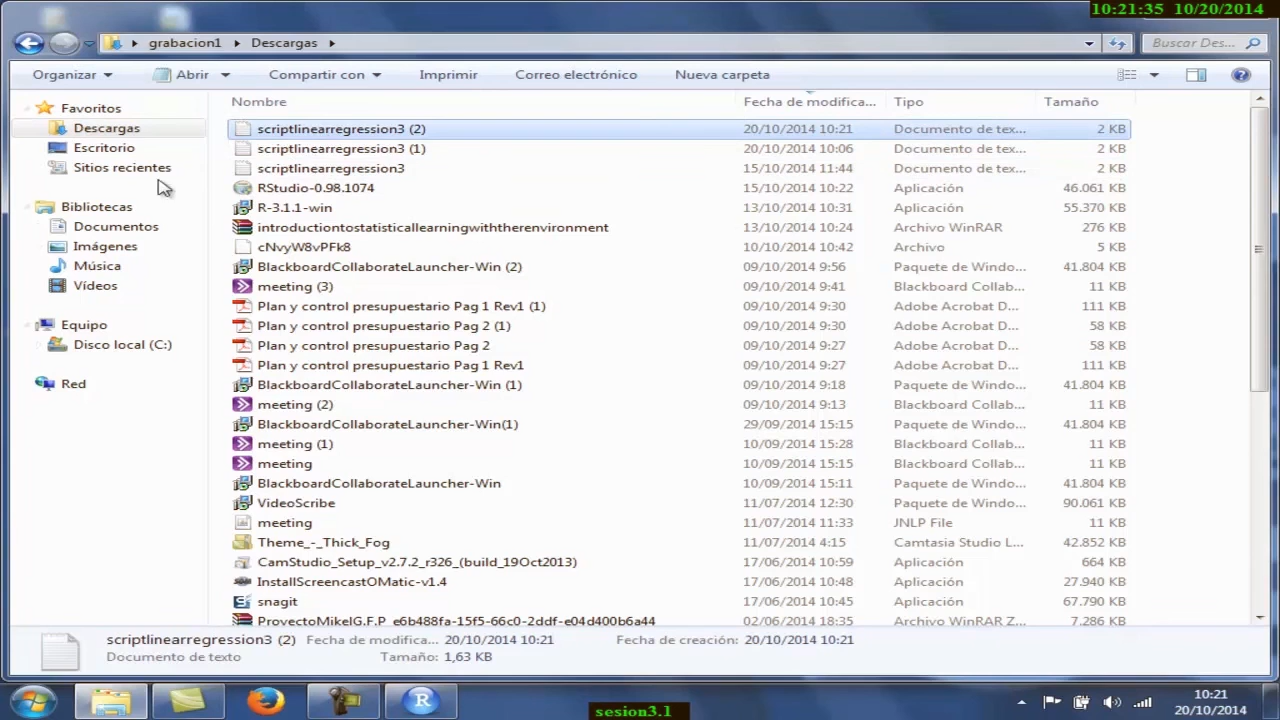 10:21:35 10/20/2014
grabacion1 Descargas Buscar Des...
Organizar Abrir Compartir con Imprimir Correo electrónico Nueva carpeta
Favoritos
Descargas
Escritorio
Sitios recientes
Bibliotecas
Documentos
Imágenes
Música
Vídeos
Equipo
Disco local (C:)
Red
Nombre Fecha de modifica... Tipo Tamaño
scriptlinearregression3 (2) 20/10/2014 10:21 Documento de tex... 2 KB
scriptlinearregression3 (1) 20/10/2014 10:06 Documento de tex... 2 KB
scriptlinearregression3 15/10/2014 11:44 Documento de tex... 2 KB
RStudio-0.98.1074 15/10/2014 10:22 Aplicación 46.061 KB
R-3.1.1-win 13/10/2014 10:31 Aplicación 55.370 KB
introductiontostatisticallearningwiththerenvironment 13/10/2014 10:24 Archivo WinRAR 276 KB
cNvyW8vPFk8 10/10/2014 10:42 Archivo 5 KB
BlackboardCollaborateLauncher-Win (2) 09/10/2014 9:56 Paquete de Windo... 41.804 KB
meeting (3) 09/10/2014 9:41 Blackboard Collab... 11 KB
Plan y control presupuestario Pag 1 Rev1 (1) 09/10/2014 9:30 Adobe Acrobat D... 111 KB
Plan y control presupuestario Pag 2 (1) 09/10/2014 9:30 Adobe Acrobat D... 58 KB
Plan y control presupuestario Pag 2 09/10/2014 9:27 Adobe Acrobat D... 58 KB
Plan y control presupuestario Pag 1 Rev1 09/10/2014 9:27 Adobe Acrobat D... 111 KB
BlackboardCollaborateLauncher-Win (1) 09/10/2014 9:18 Paquete de Windo... 41.804 KB
meeting (2) 09/10/2014 9:13 Blackboard Collab... 11 KB
BlackboardCollaborateLauncher-Win(1) 29/09/2014 15:15 Paquete de Windo... 41.804 KB
meeting (1) 10/09/2014 15:28 Blackboard Collab... 11 KB
meeting 10/09/2014 15:15 Blackboard Collab... 11 KB
BlackboardCollaborateLauncher-Win 10/09/2014 15:11 Paquete de Windo... 41.804 KB
VideoScribe 11/07/2014 12:30 Paquete de Windo... 90.061 KB
meeting 11/07/2014 11:33 JNLP File 11 KB
Theme_-_Thick_Fog 11/07/2014 4:15 Camtasia Studio L... 42.852 KB
CamStudio_Setup_v2.7.2_r326_(build_19Oct2013) 17/06/2014 10:59 Aplicación 664 KB
InstallScreencastOMatic-v1.4 17/06/2014 10:48 Aplicación 27.940 KB
snagit 17/06/2014 10:45 Aplicación 67.790 KB
ProyectoMikelG.F.P_e6b488fa-15f5-66c0-2ddf-e04d400b6a44 02/06/2014 18:35 Archivo WinRAR Z... 7.286 KB
scriptlinearregression3 (2) Fecha de modifica... 20/10/2014 10:21 Fecha de creación: 20/10/2014 10:21
Documento de texto Tamaño: 1,63 KB
10:21
20/10/2014
sesion3.1